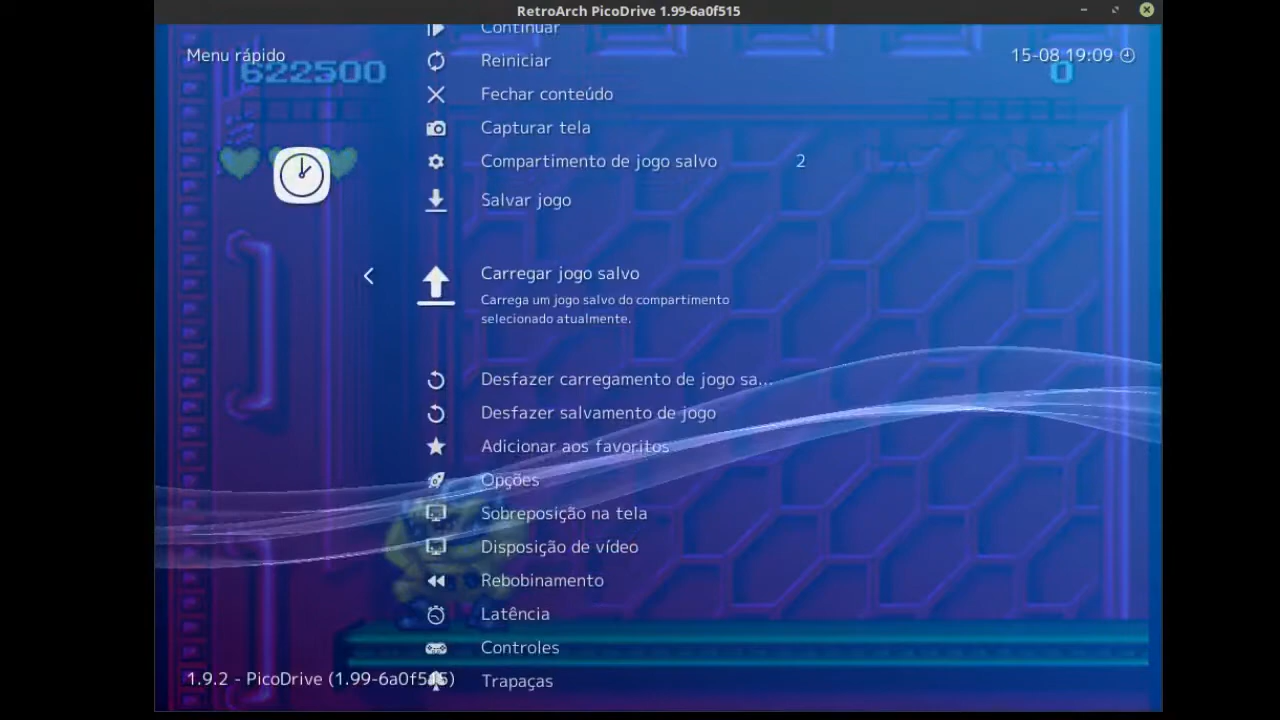 RetroArch PicoDrive 1.99-6a0f515
Continuar
Menu rápido
15-08 19:09
622500
0
Reiniciar
Fechar conteúdo
Capturar tela
Compartimento de jogo salvo 2
Salvar jogo
Carregar jogo salvo
Carrega um jogo salvo do compartimento
selecionado atualmente.
Desfazer carregamento de jogo sa...
Desfazer salvamento de jogo
Adicionar aos favoritos
Opções
Sobreposição na tela
Disposição de vídeo
Rebobinamento
Latência
Controles
1.9.2 - PicoDrive (1.99-6a0f515)
Trapaças